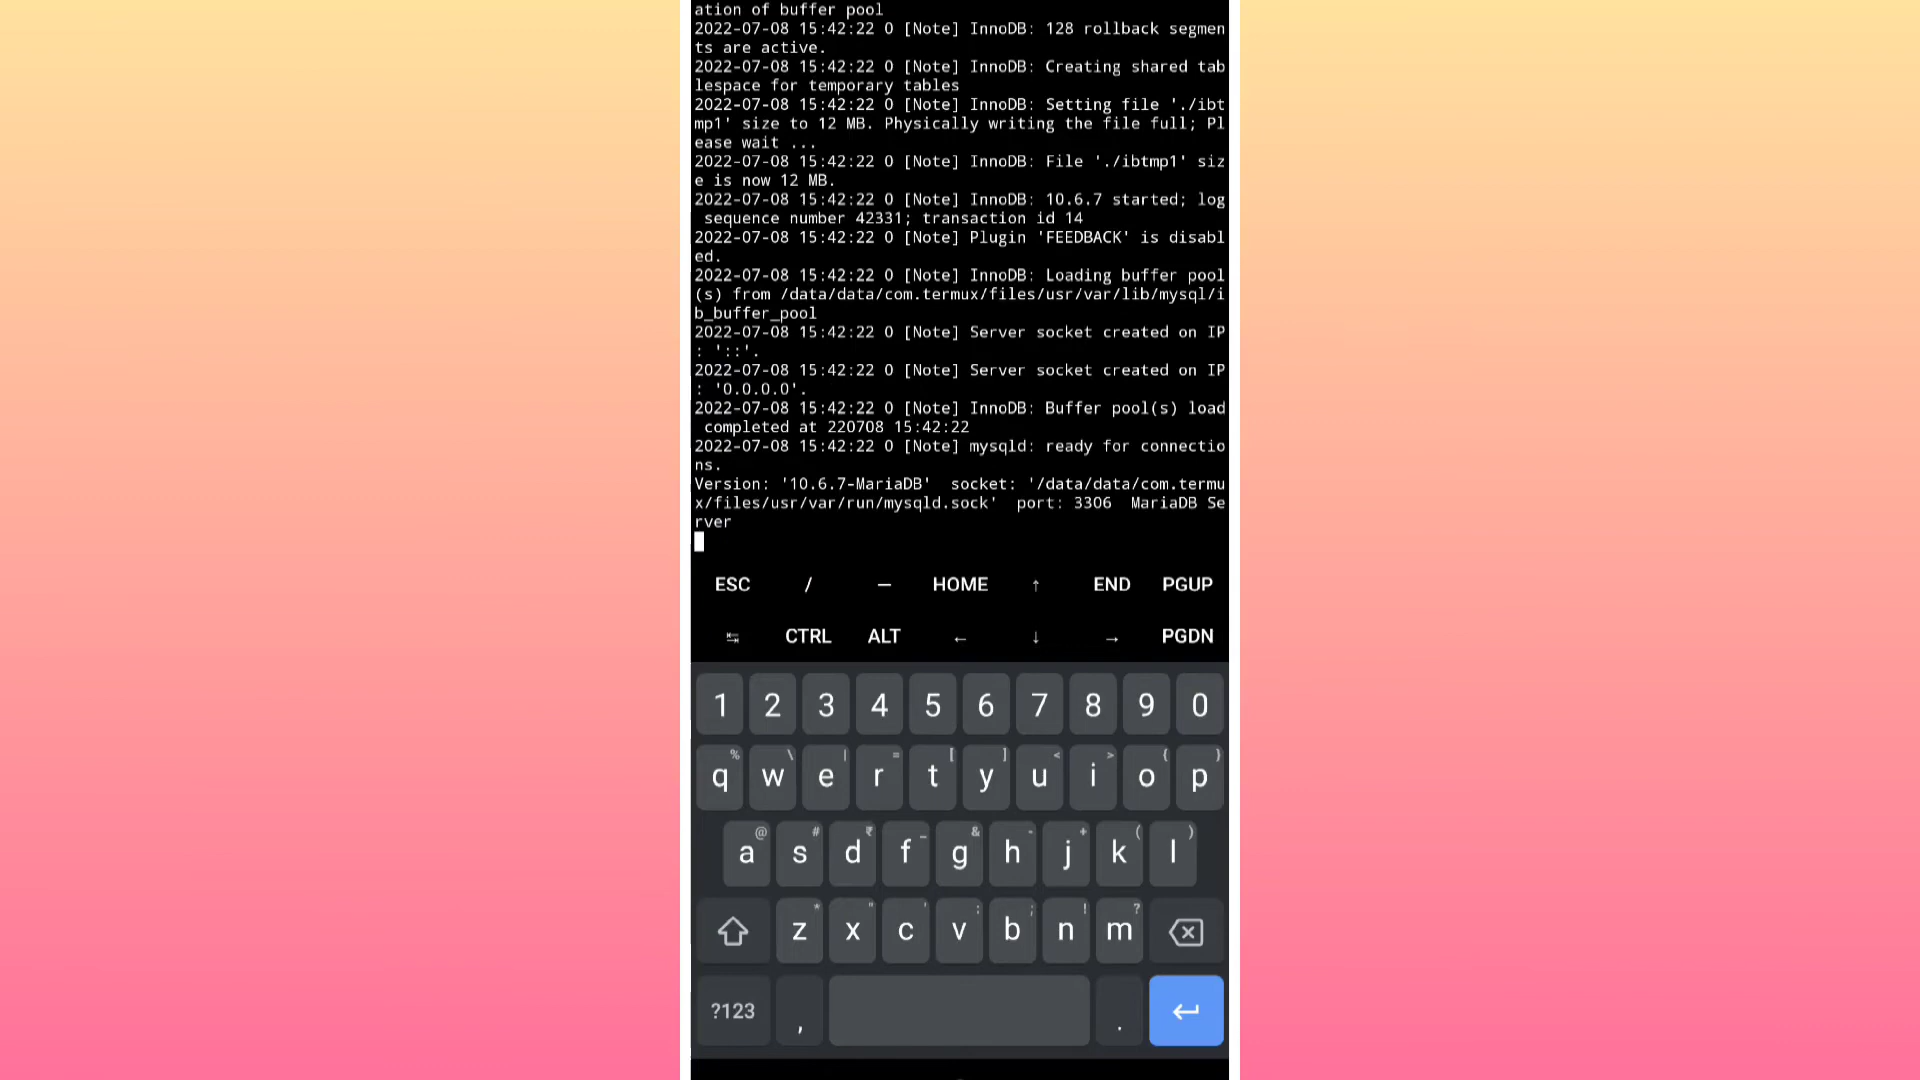 ation of buffer pool
2022-07-08 15:42:22 0 [Note] InnoDB: 128 rollback segmen
ts are active.
2022-07-08 15:42:22 0 [Note] InnoDB: Creating shared tab
lespace for temporary tables
2022-07-08 15:42:22 0 [Note] InnoDB: Setting file './ibt
mp1' size to 12 MB. Physically writing the file full; Pl
ease wait ...
2022-07-08 15:42:22 0 [Note] InnoDB: File './ibtmp1' siz
e is now 12 MB.
2022-07-08 15:42:22 0 [Note] InnoDB: 10.6.7 started; log
 sequence number 42331; transaction id 14
2022-07-08 15:42:22 0 [Note] Plugin 'FEEDBACK' is disabl
ed.
2022-07-08 15:42:22 0 [Note] InnoDB: Loading buffer pool
(s) from /data/data/com.termux/files/usr/var/lib/mysql/i
b_buffer_pool
2022-07-08 15:42:22 0 [Note] Server socket created on IP
: '::'.
2022-07-08 15:42:22 0 [Note] Server socket created on IP
: '0.0.0.0'.
2022-07-08 15:42:22 0 [Note] InnoDB: Buffer pool(s) load
 completed at 220708 15:42:22
2022-07-08 15:42:22 0 [Note] mysqld: ready for connectio
ns.
Version: '10.6.7-MariaDB'  socket: '/data/data/com.termu
x/files/usr/var/run/mysqld.sock'  port: 3306  MariaDB Se
rver
ESC / — HOME ↑ END PGUP
↹ CTRL ALT ← ↓ → PGDN
1 2 3 4 5 6 7 8 9 0
% \ | = [ ] < > { }
q w e r t y u i o p
@ # ₹ _ & - + ( )
a s d f g h j k l
* " ' : ; ! ?
z x c v b n m
?123 , .